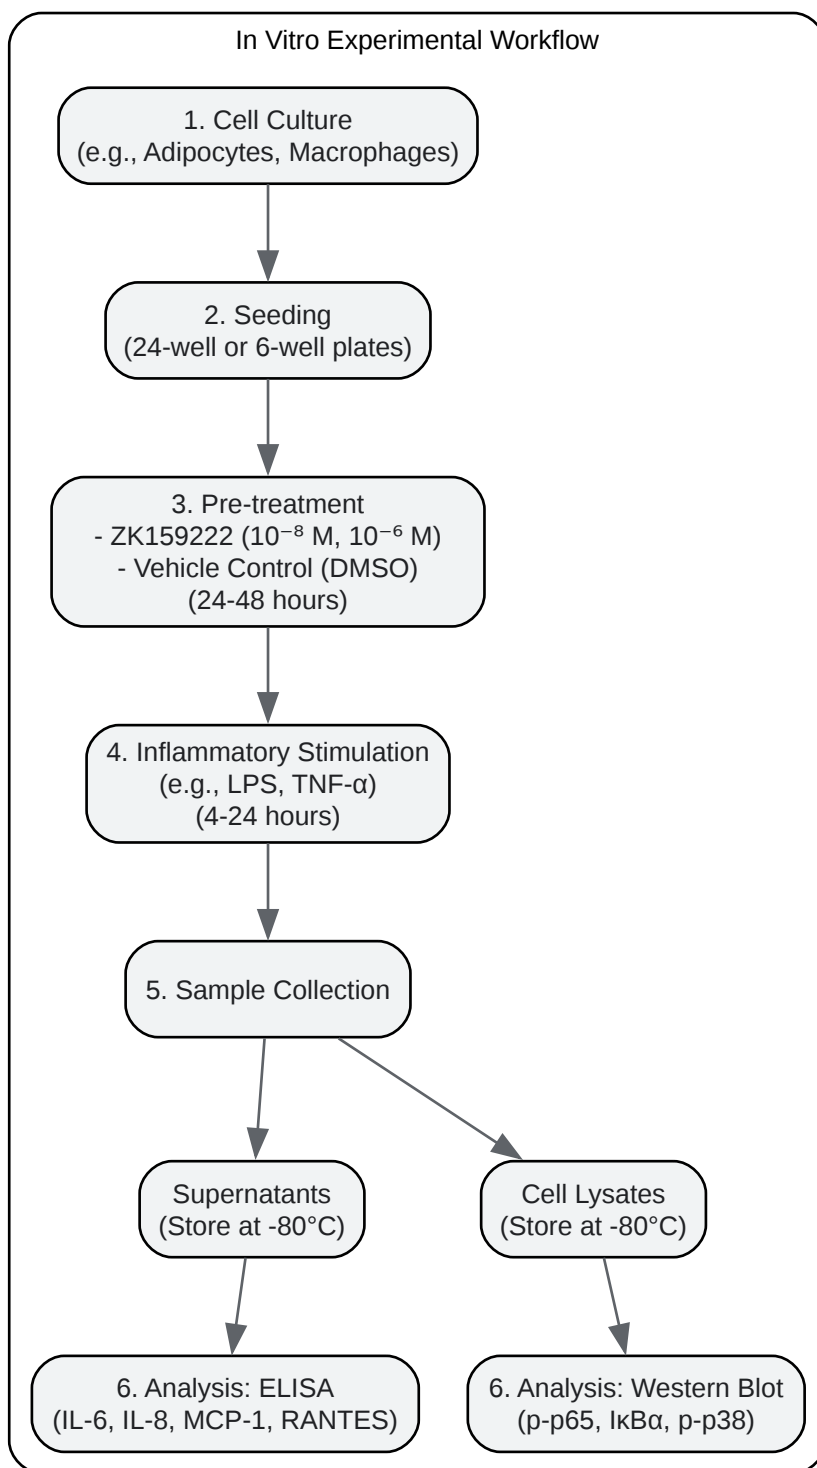 In Vitro Experimental Workflow
1. Cell Culture
(e.g., Adipocytes, Macrophages)
2. Seeding
(24-well or 6-well plates)
3. Pre-treatment
- ZK159222 (10⁻⁸ M, 10⁻⁶ M)
- Vehicle Control (DMSO)
(24-48 hours)
4. Inflammatory Stimulation
(e.g., LPS, TNF-α)
(4-24 hours)
5. Sample Collection
Supernatants
(Store at -80°C)
Cell Lysates
(Store at -80°C)
6. Analysis: ELISA
(IL-6, IL-8, MCP-1, RANTES)
6. Analysis: Western Blot
(p-p65, IκBα, p-p38)